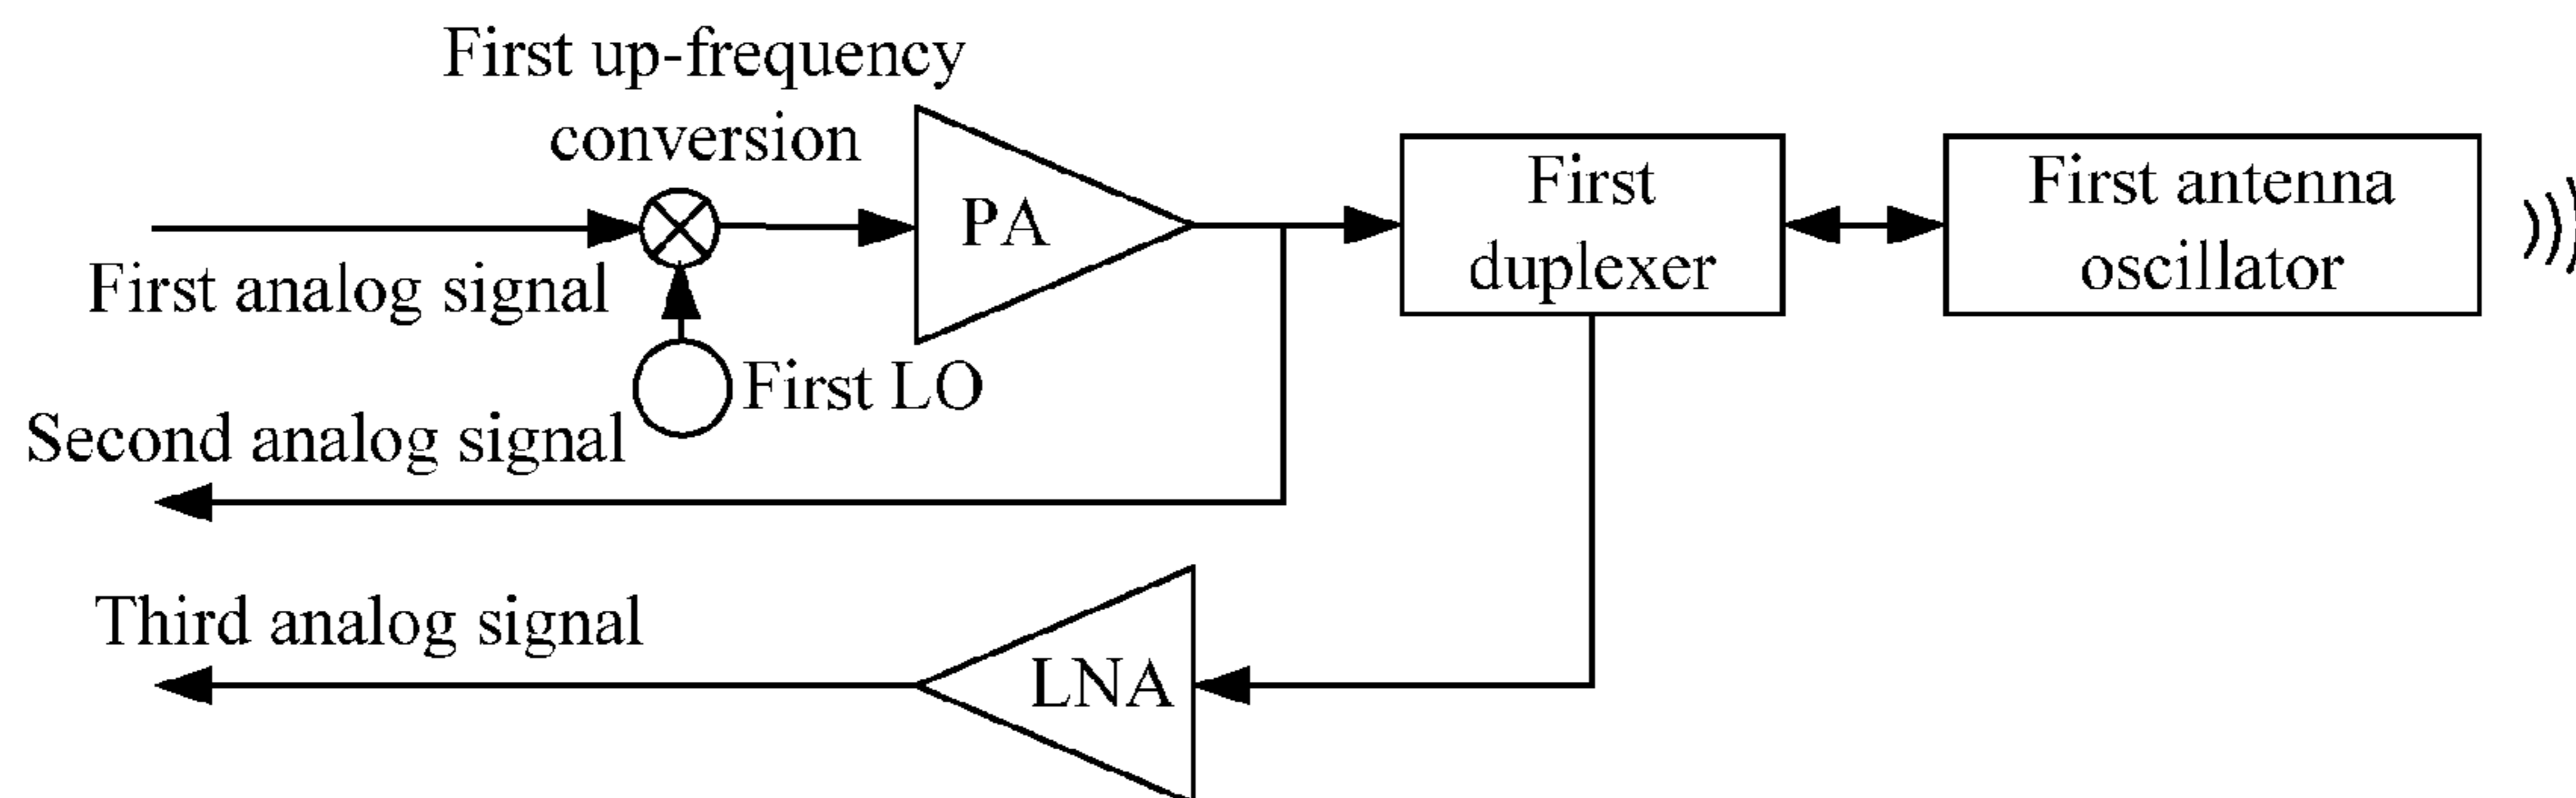 First up-frequency
conversion
First analog signal
PA
First
duplexer
First antenna
oscillator
First LO
Second analog signal
Third analog signal
LNA